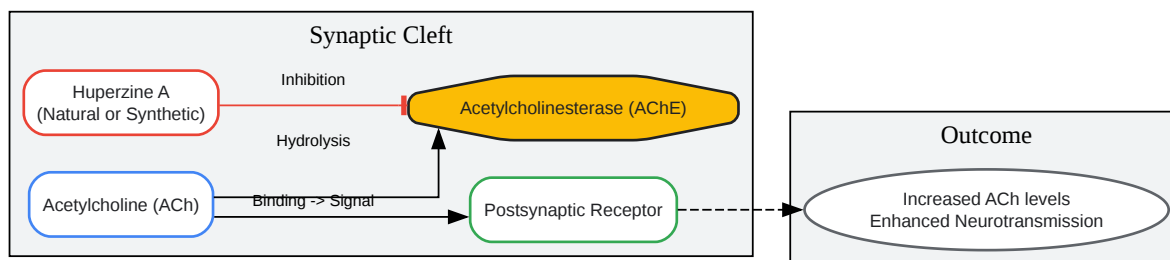 Synaptic Cleft
Huperzine A
(Natural or Synthetic)
Inhibition
Acetylcholinesterase (AChE)
Hydrolysis
Acetylcholine (ACh)
Binding -> Signal
Postsynaptic Receptor
Outcome
Increased ACh levels
Enhanced Neurotransmission